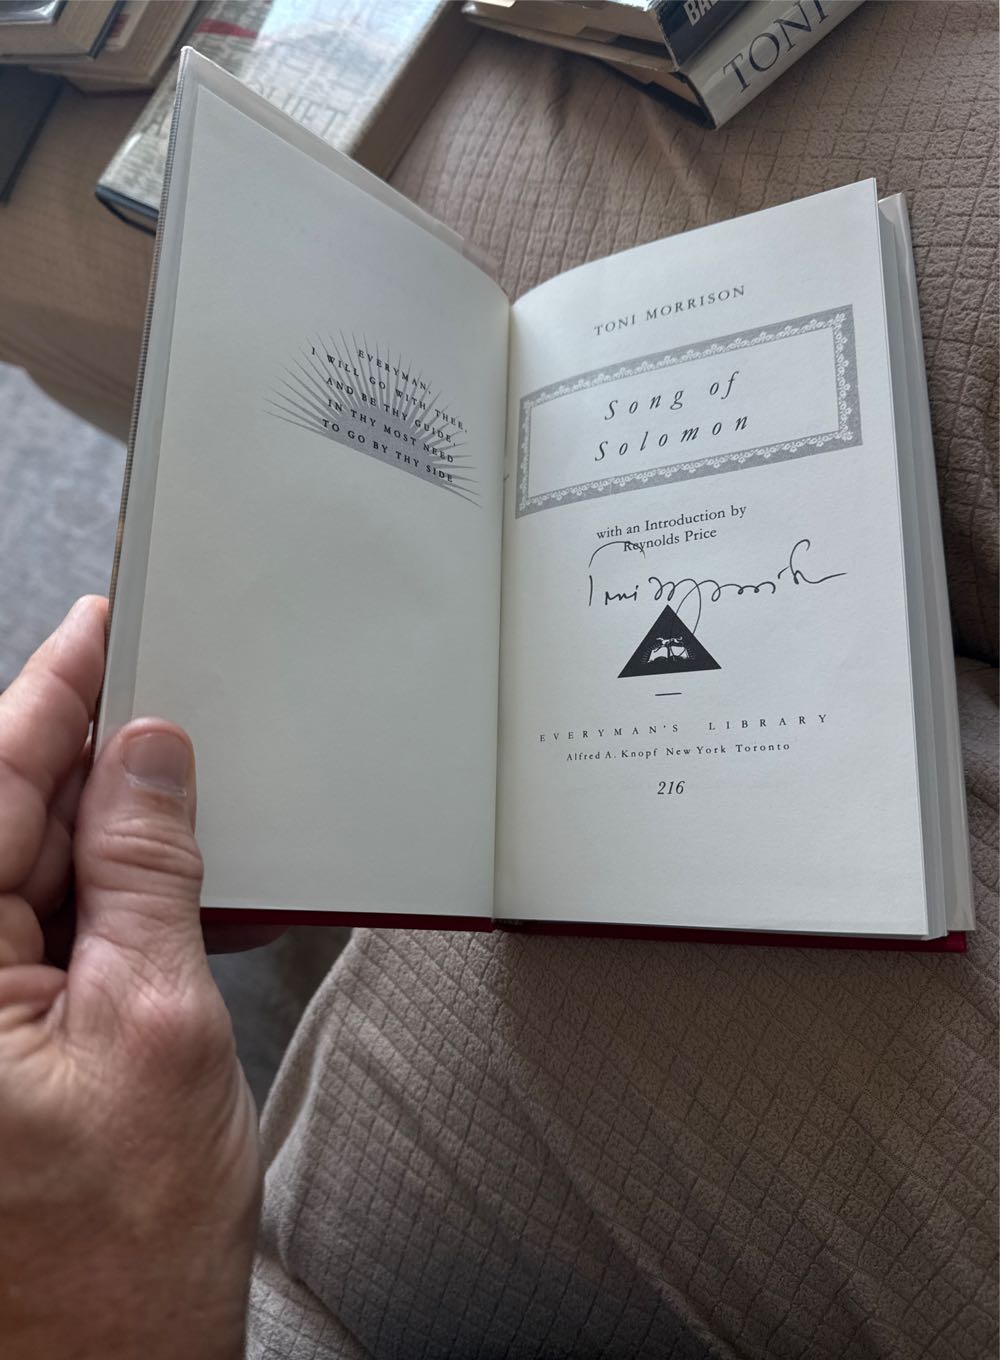 TONI
EVERYMAN,
I WILL GO WITH THEE,
AND BE THY GUIDE,
IN THY MOST NEED
TO GO BY THY SIDE
TONI MORRISON
Song of
Solomon
with an Introduction by
Reynolds Price
Toni Morrison
EVERYMAN'S LIBRARY
Alfred A. Knopf New York Toronto
216